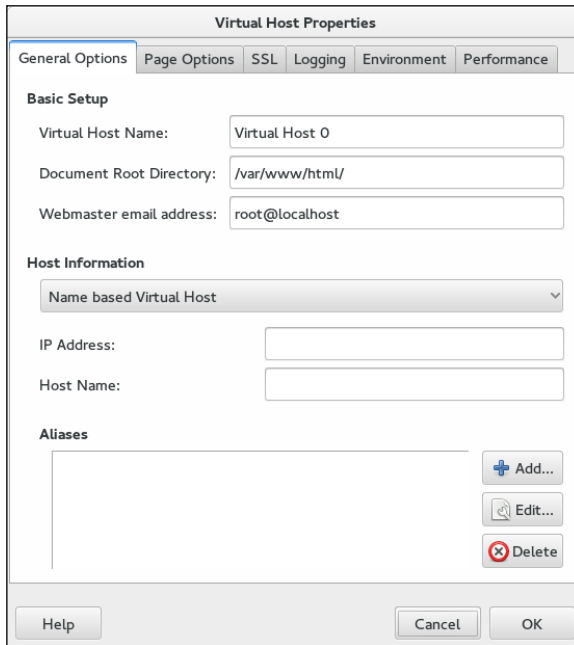 Virtual Host Properties
General Options Page Options SSL Logging Environment Performance
Basic Setup
Virtual Host Name: Virtual Host 0
Document Root Directory: /var/www/html/
Webmaster email address: root@localhost
Host Information
Name based Virtual Host
IP Address:
Host Name:
Aliases
Add...
Edit...
Delete
Help Cancel OK